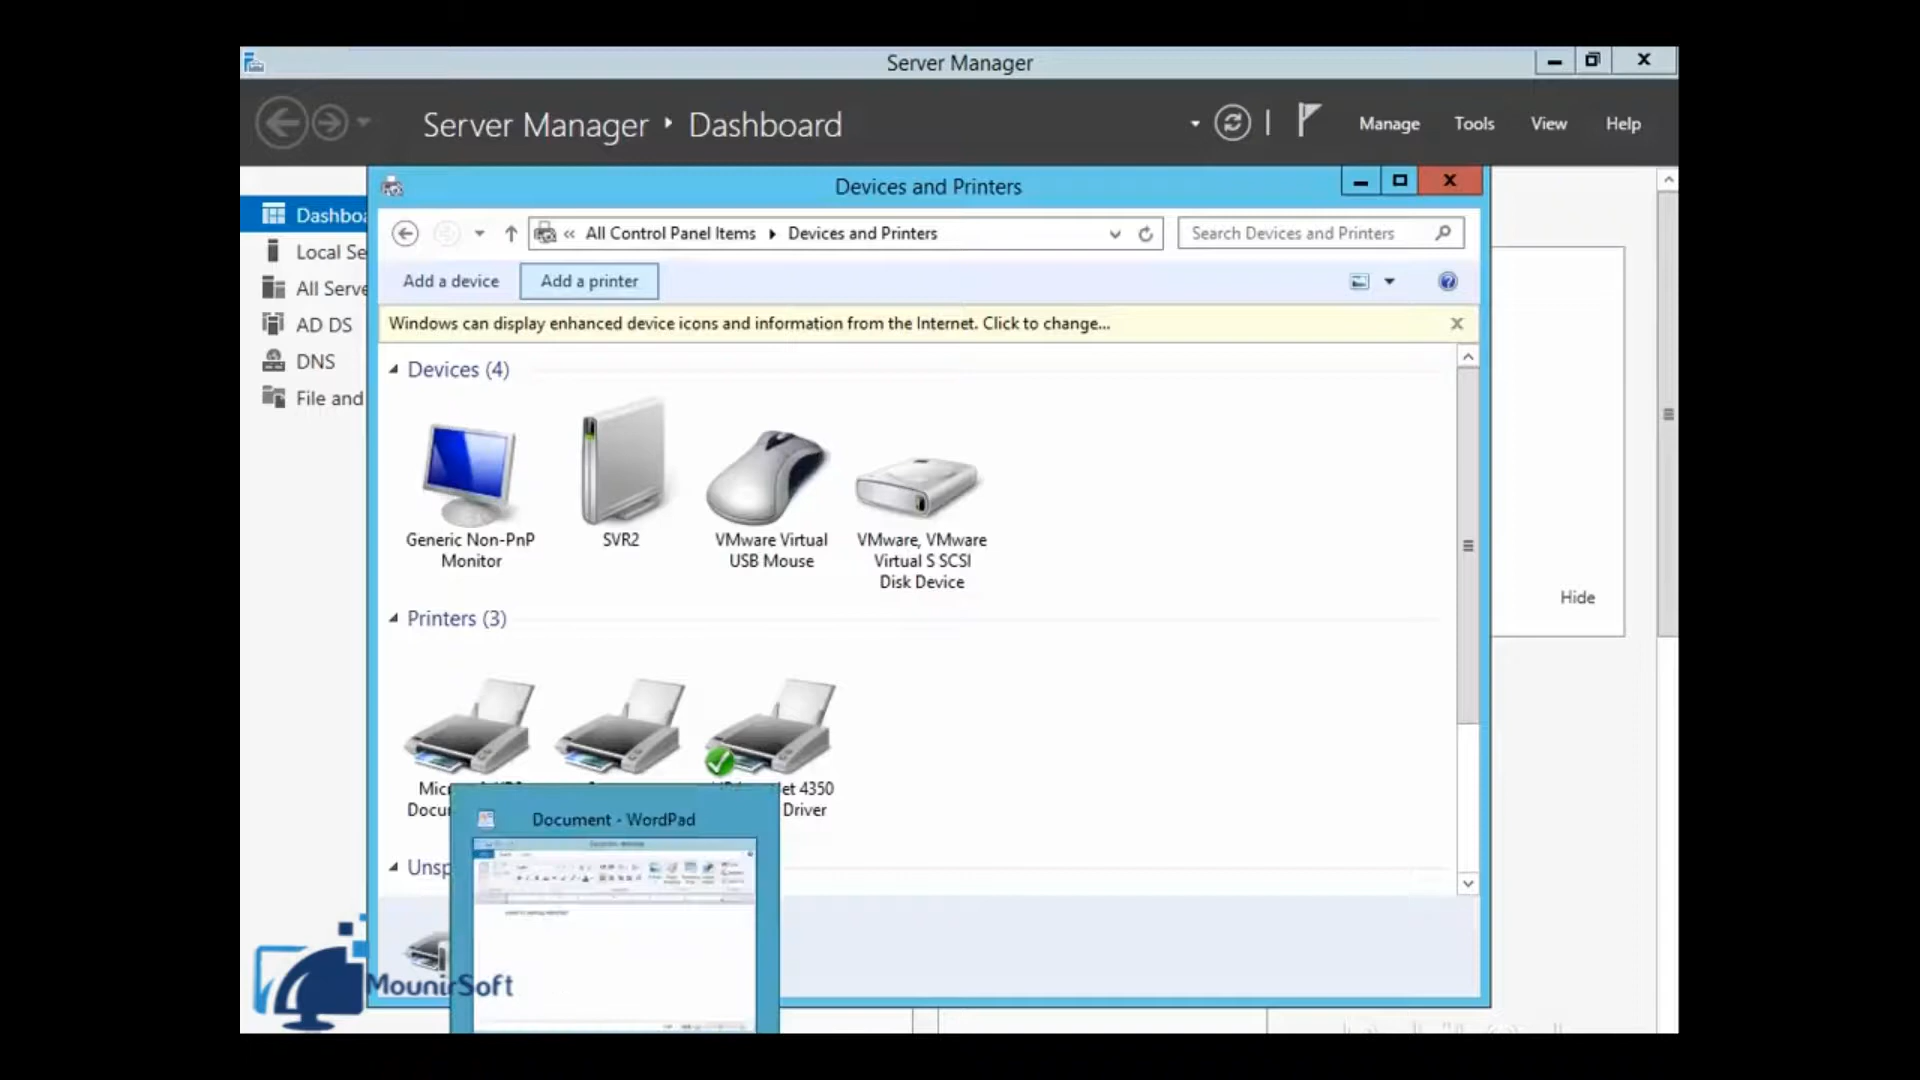 Server Manager
Server Manager Dashboard
Manage Tools View Help
Devices and Printers
All Control Panel Items Devices and Printers
Search Devices and Printers
Add a device Add a printer
Windows can display enhanced device icons and information from the Internet. Click to change...
Dashboa
Local Se
All Serve
AD DS
DNS
File and
Devices (4)
Generic Non-PnP
Monitor
SVR2
VMware Virtual
USB Mouse
VMware, VMware
Virtual S SCSI
Disk Device
Hide
Printers (3)
Mic
Docu
et 4350
Driver
Unsp
Document - WordPad
MounirSoft